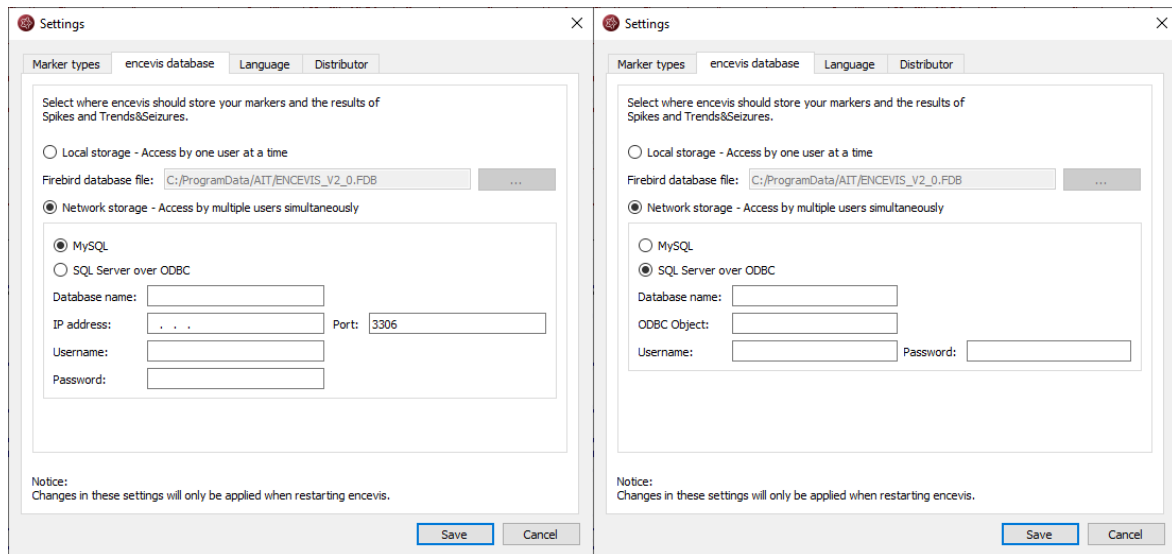 Settings
Marker types encevis database Language Distributor
Select where encevis should store your markers and the results of
Spikes and Trends&Seizures.
Local storage - Access by one user at a time
Firebird database file: C:/ProgramData/AIT/ENCEVIS_V2_0.FDB ...
Network storage - Access by multiple users simultaneously
MySQL
SQL Server over ODBC
Database name:
IP address: . . . Port: 3306
Username:
Password:
Notice:
Changes in these settings will only be applied when restarting encevis.
Save Cancel
Settings
Marker types encevis database Language Distributor
Select where encevis should store your markers and the results of
Spikes and Trends&Seizures.
Local storage - Access by one user at a time
Firebird database file: C:/ProgramData/AIT/ENCEVIS_V2_0.FDB ...
Network storage - Access by multiple users simultaneously
MySQL
SQL Server over ODBC
Database name:
ODBC Object:
Username: Password:
Notice:
Changes in these settings will only be applied when restarting encevis.
Save Cancel